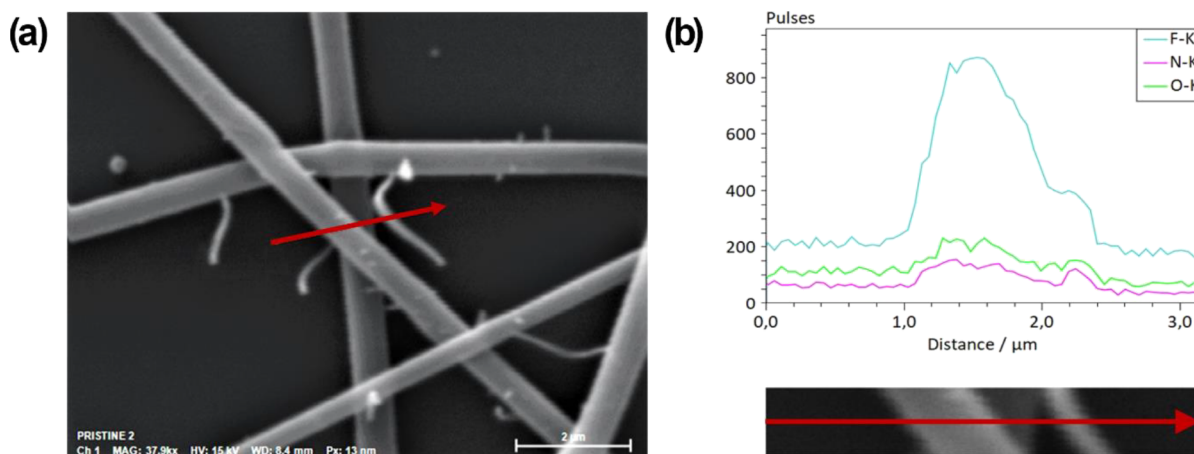 (a)
PRISTINE 2
Ch 1 MAG: 37.9kx HV: 15 kV WD: 8.4 mm Px: 13 nm
2 µm
(b)
Pulses
F-K
N-K
O-K
800
600
400
200
0
0,0 1,0 2,0 3,0
Distance / µm